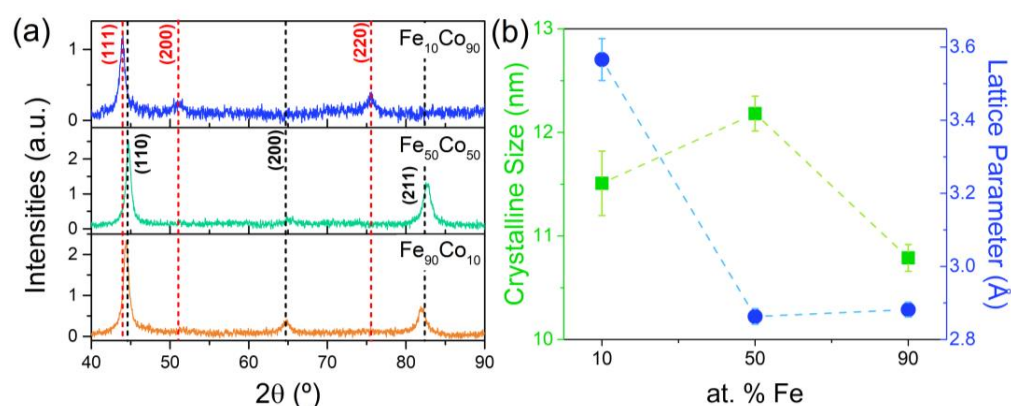 (a)
Intensities (a.u.)
1
0
2
1
0
2
1
0
(111)
(200)
(220)
Fe₁₀Co₉₀
(110)
(200)
(211)
Fe₅₀Co₅₀
Fe₉₀Co₁₀
40 50 60 70 80 90
2θ (º)
(b)
Crystalline Size (nm)
13
12
11
10
3.6
3.4
3.2
3.0
2.8
Lattice Parameter (Å)
10 50 90
at. % Fe